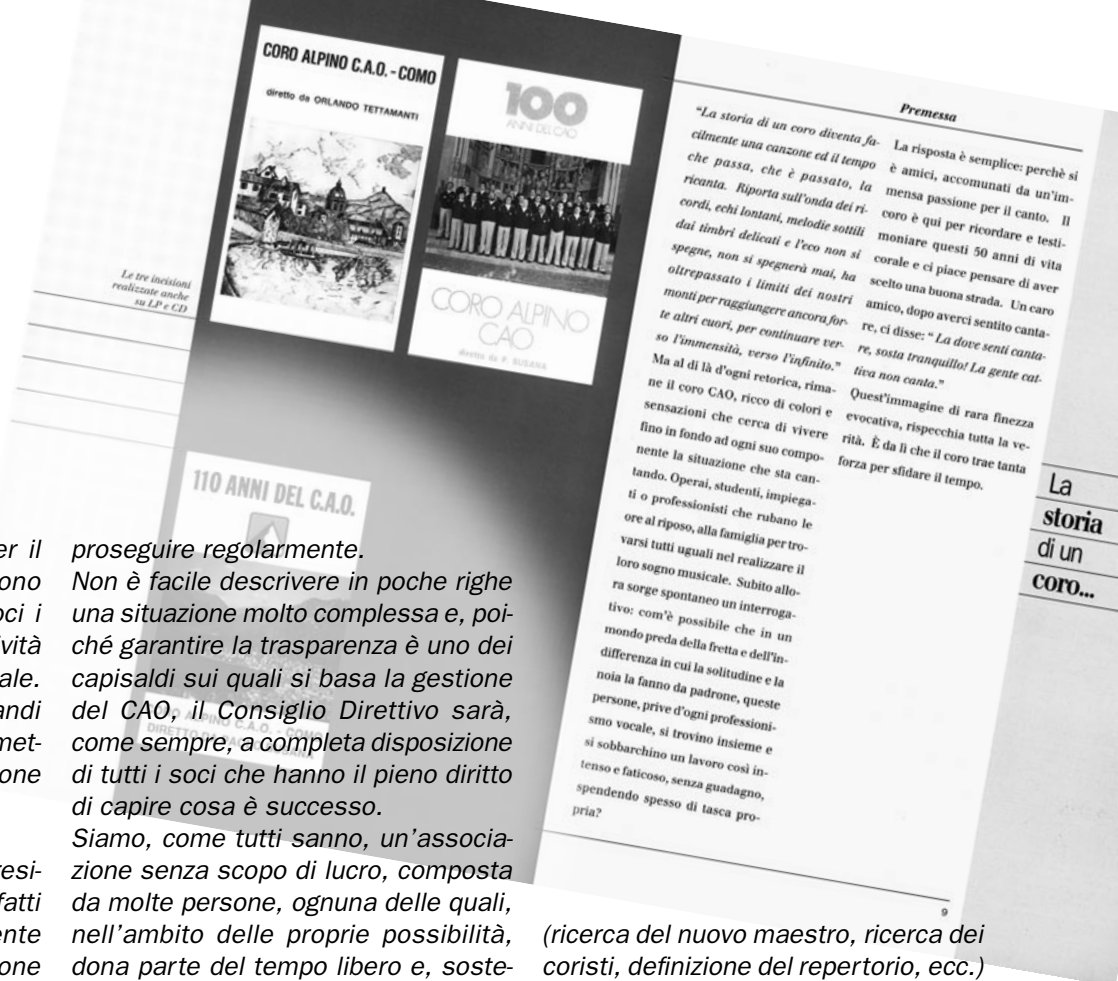 CORO ALPINO C.A.O. - COMO
diretto da ORLANDO TETTAMANTI
100
ANNI DEL CAO
CORO ALPINO
CAO
diretto da P. SUSANA
Le tre incisioni
realizzate anche
su LP e CD
110 ANNI DEL C.A.O.
CORO ALPINO C.A.O. - COMO
Premessa
“La storia di un coro diventa fa-
cilmente una canzone ed il tempo
che passa, che è passato, la
ricanta. Riporta sull’onda dei ri-
cordi, echi lontani, melodie sottili
dai timbri delicati e l’eco non si
spegne, non si spegnerà mai, ha
oltrepassato i limiti dei nostri
monti per raggiungere ancora for-
te altri cuori, per continuare ver-
so l’immensità, verso l’infinito.”
Ma al di là d’ogni retorica, rima-
ne il coro CAO, ricco di colori e
sensazioni che cerca di vivere
fino in fondo ad ogni suo compo-
nente la situazione che sta can-
tando. Operai, studenti, impiega-
ti o professionisti che rubano le
ore al riposo, alla famiglia per tro-
varsi tutti uguali nel realizzare il
loro sogno musicale. Subito allo-
ra sorge spontaneo un interroga-
tivo: com’è possibile che in un
mondo preda della fretta e dell’in-
differenza in cui la solitudine e la
noia la fanno da padrone, queste
persone, prive d’ogni professioni-
smo vocale, si trovino insieme e
si sobbarchino un lavoro così in-
tenso e faticoso, senza guadagno,
spendendo spesso di tasca pro-
pria?
La risposta è semplice: perchè si
è amici, accomunati da un’im-
mensa passione per il canto. Il
coro è qui per ricordare e testi-
moniare questi 50 anni di vita
corale e ci piace pensare di aver
scelto una buona strada. Un caro
amico, dopo averci sentito canta-
re, ci disse: “La dove senti canta-
re, sosta tranquillo! La gente cat-
tiva non canta.”
Quest’immagine di rara finezza
evocativa, rispecchia tutta la ve-
rità. È da lì che il coro trae tanta
forza per sfidare il tempo.
9
La
storia
di un
coro...
er il
ono
oci i
vità
ale.
andi
met-
one
resi-
fatti
ente
one
proseguire regolarmente.
Non è facile descrivere in poche righe
una situazione molto complessa e, poi-
ché garantire la trasparenza è uno dei
capisaldi sui quali si basa la gestione
del CAO, il Consiglio Direttivo sarà,
come sempre, a completa disposizione
di tutti i soci che hanno il pieno diritto
di capire cosa è successo.
Siamo, come tutti sanno, un’associa-
zione senza scopo di lucro, composta
da molte persone, ognuna delle quali,
nell’ambito delle proprie possibilità,
dona parte del tempo libero e, soste-
(ricerca del nuovo maestro, ricerca dei
coristi, definizione del repertorio, ecc.)